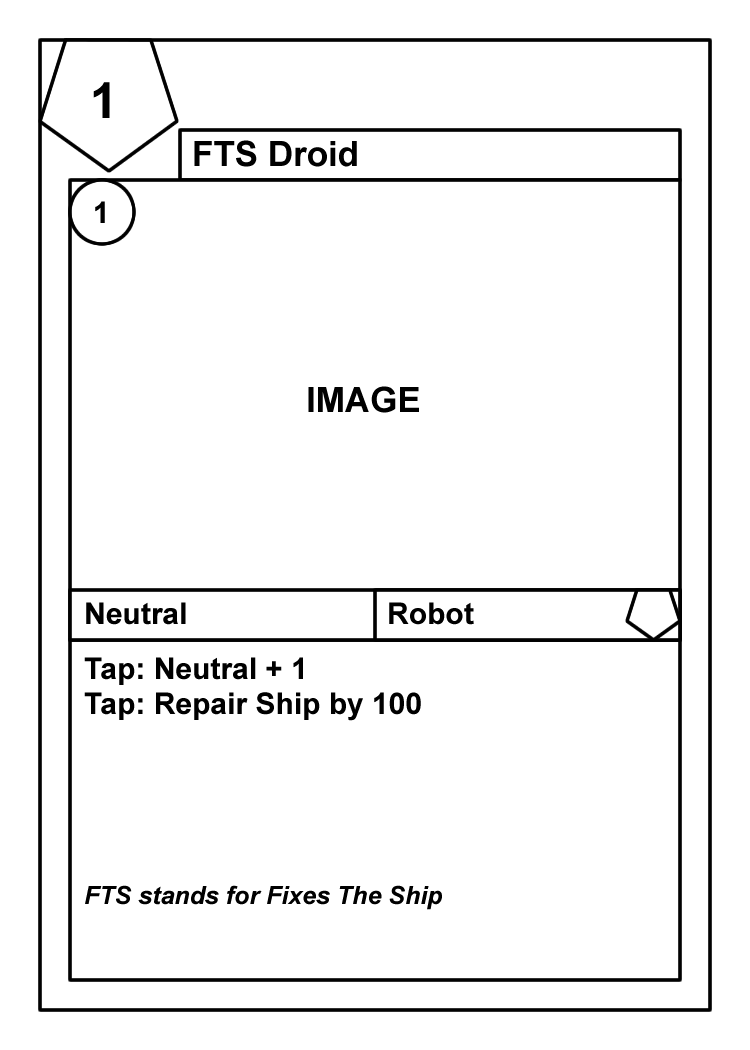 1
FTS Droid
1
IMAGE
Neutral
Robot
Tap: Neutral + 1
Tap: Repair Ship by 100
FTS stands for Fixes The Ship